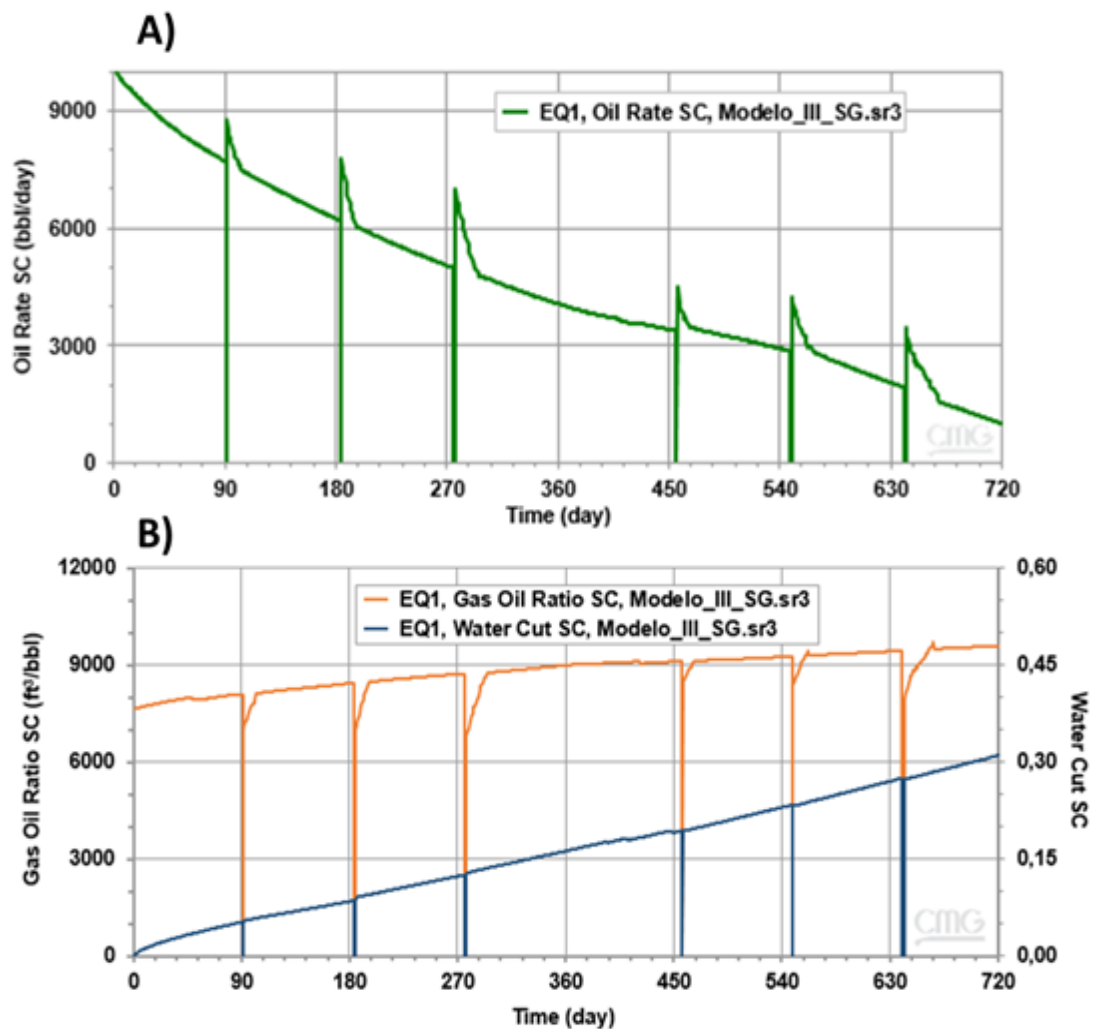 A)
9000
6000
3000
0
Oil Rate SC (bbl/day)
EQ1, Oil Rate SC, Modelo_III_SG.sr3
CMG
0 90 180 270 360 450 540 630 720
Time (day)
B)
12000
9000
6000
3000
0
Gas Oil Ratio SC (ft³/bbl)
EQ1, Gas Oil Ratio SC, Modelo_III_SG.sr3
EQ1, Water Cut SC, Modelo_III_SG.sr3
0,60
0,45
0,30
0,15
0,00
Water Cut SC
CMG
0 90 180 270 360 450 540 630 720
Time (day)